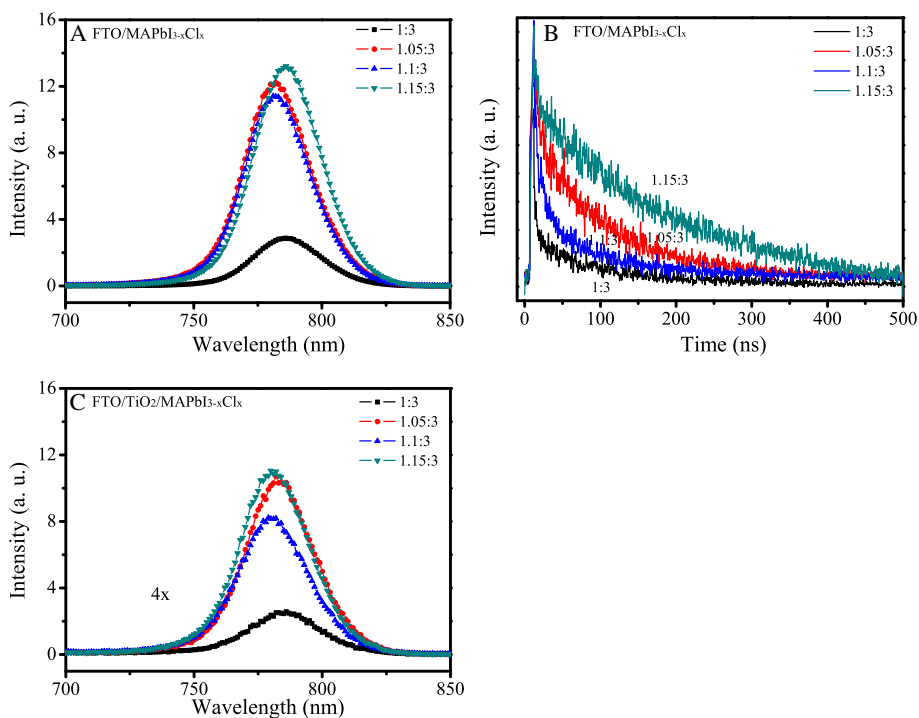 A FTO/MAPbI3-xClx
1:3
1.05:3
1.1:3
1.15:3
Intensity (a. u.)
16
12
8
4
0
700 750 800 850
Wavelength (nm)
B FTO/MAPbI3-xClx
1:3
1.05:3
1.1:3
1.15:3
Intensity (a. u.)
1.15:3
1.05:3
1.1:3
1:3
0 100 200 300 400 500
Time (ns)
C FTO/TiO2/MAPbI3-xClx
1:3
1.05:3
1.1:3
1.15:3
Intensity (a. u.)
16
12
8
4
0
4x
700 750 800 850
Wavelength (nm)